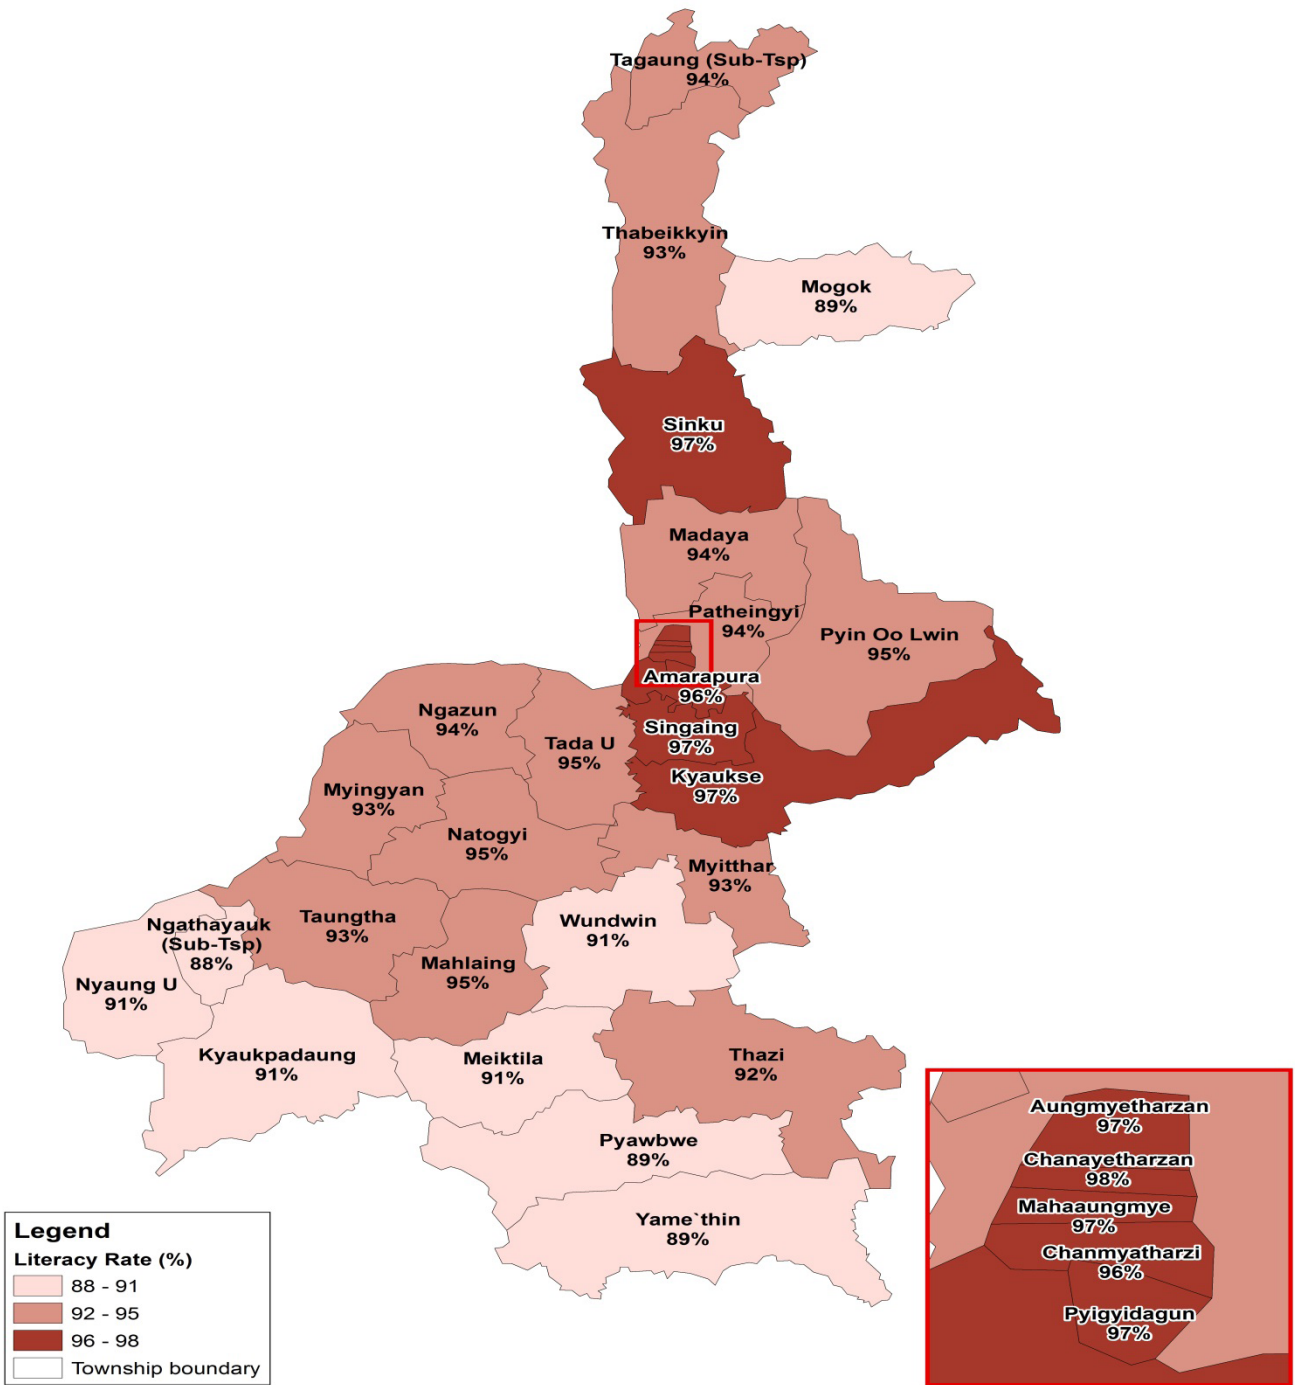 Tagaung (Sub-Tsp)
94%
Thabeikkyin
93%
Mogok
89%
Sinku
97%
Madaya
94%
Patheingyi
94%
Pyin Oo Lwin
95%
Amarapura
96%
Ngazun
94%
Tada U
95%
Singaing
97%
Kyaukse
97%
Myingyan
93%
Natogyi
95%
Myitthar
93%
Taungtha
93%
Wundwin
91%
Ngathayauk
(Sub-Tsp)
88%
Mahlaing
95%
Nyaung U
91%
Kyaukpadaung
91%
Meiktila
91%
Thazi
92%
Pyawbwe
89%
Yame`thin
89%
Aungmyetharzan
97%
Chanayetharzan
98%
Mahaaungmye
97%
Chanmyatharzi
96%
Pyigyidagun
97%
Legend
Literacy Rate (%)
88 - 91
92 - 95
96 - 98
Township boundary